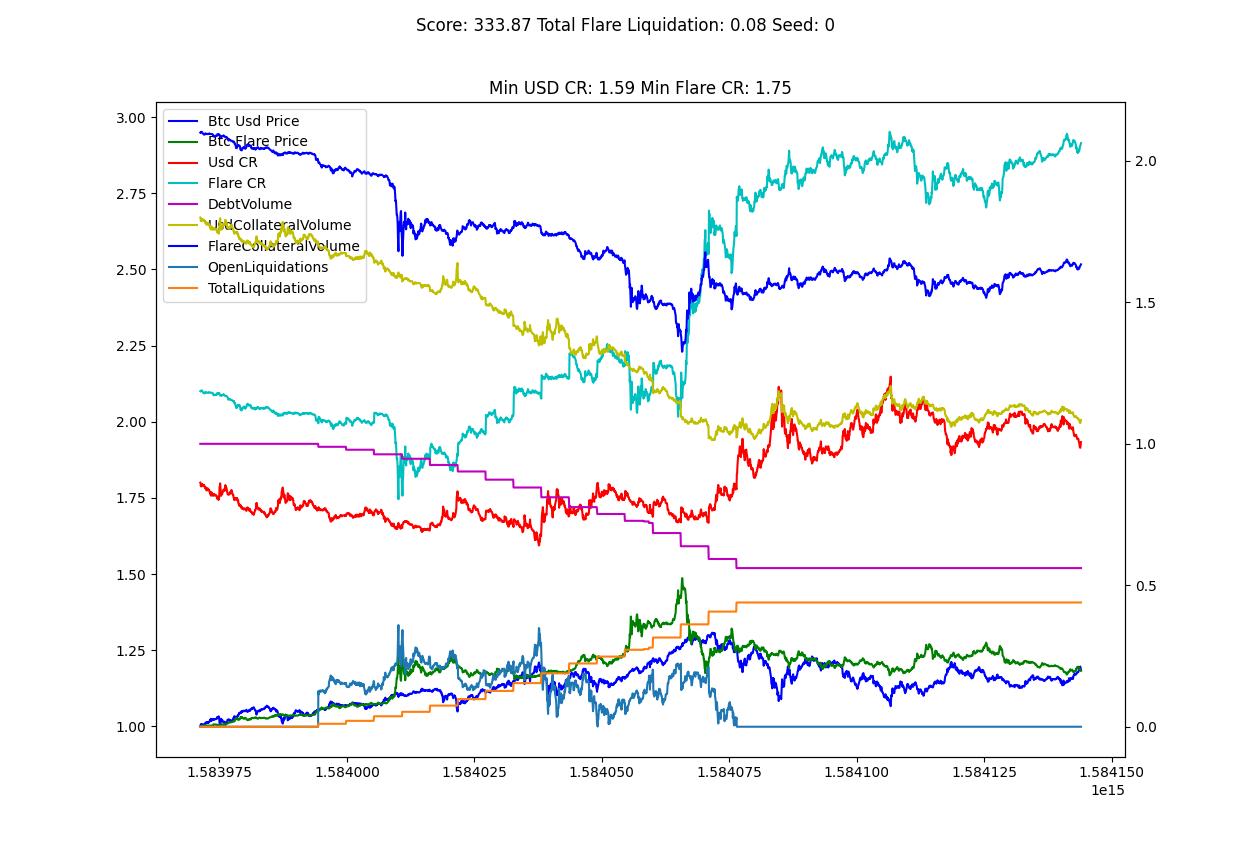 Score: 333.87 Total Flare Liquidation: 0.08 Seed: 0
Min USD CR: 1.59 Min Flare CR: 1.75
Btc Usd Price
Btc Flare Price
Usd CR
Flare CR
DebtVolume
UsdCollateralVolume
FlareCollateralVolume
OpenLiquidations
TotalLiquidations
3.00
2.75
2.50
2.25
2.00
1.75
1.50
1.25
1.00
2.0
1.5
1.0
0.5
0.0
1.583975 1.584000 1.584025 1.584050 1.584075 1.584100 1.584125 1.584150
1e15